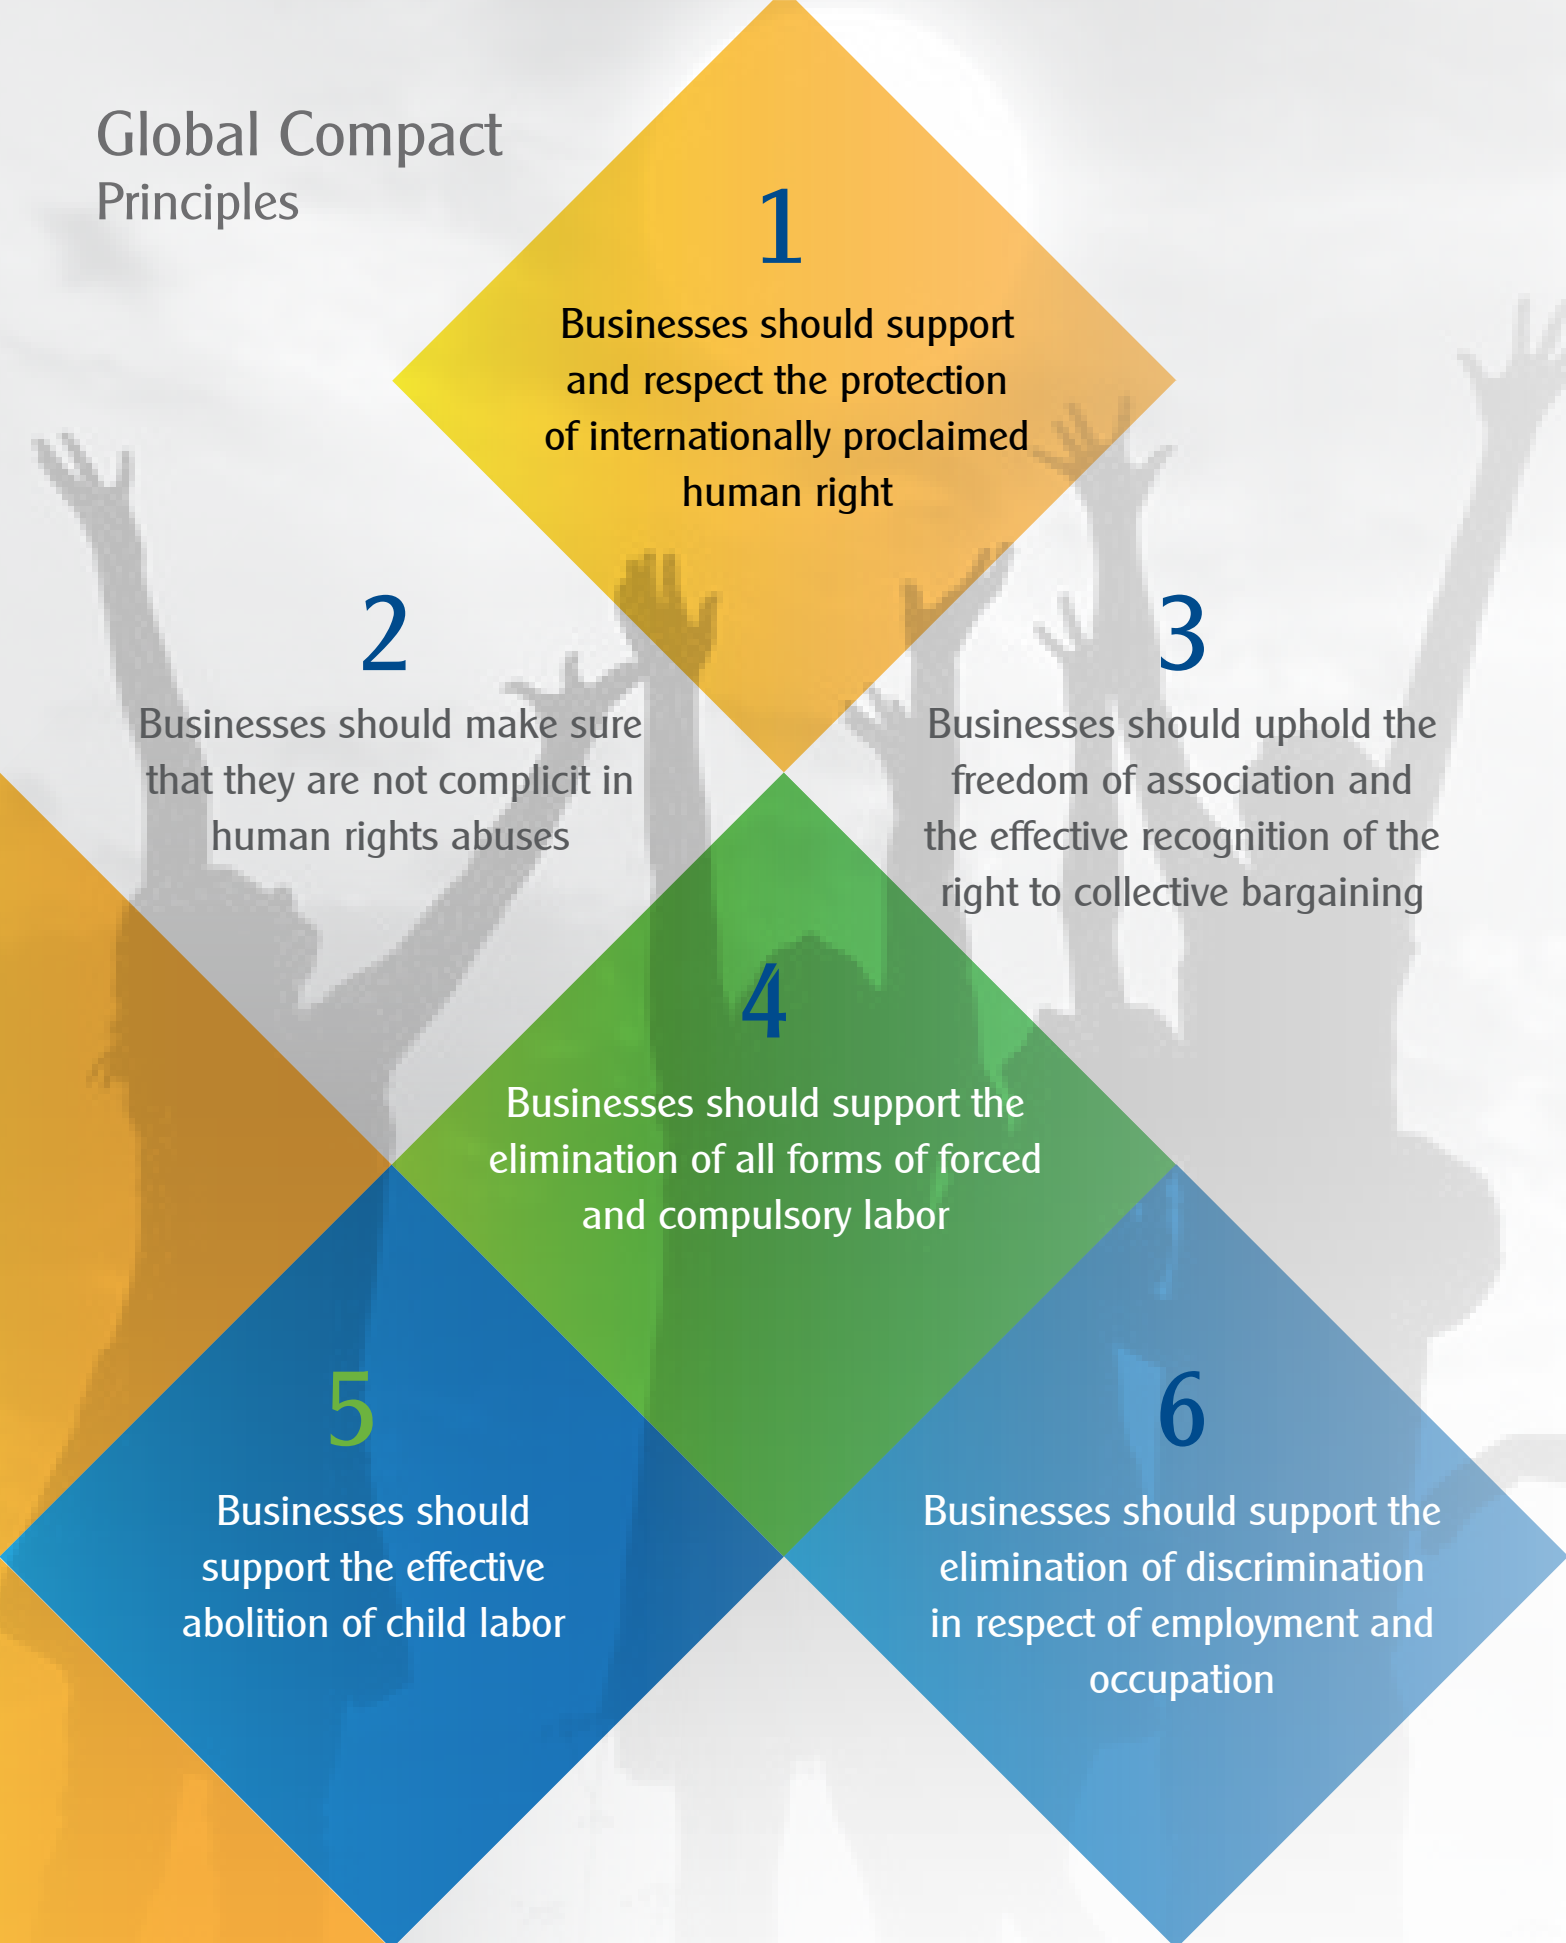 Global Compact
Principles
1
Businesses should support
and respect the protection
of internationally proclaimed
human right
2
Businesses should make sure
that they are not complicit in
human rights abuses
3
Businesses should uphold the
freedom of association and
the effective recognition of the
right to collective bargaining
4
Businesses should support the
elimination of all forms of forced
and compulsory labor
5
Businesses should
support the effective
abolition of child labor
6
Businesses should support the
elimination of discrimination
in respect of employment and
occupation